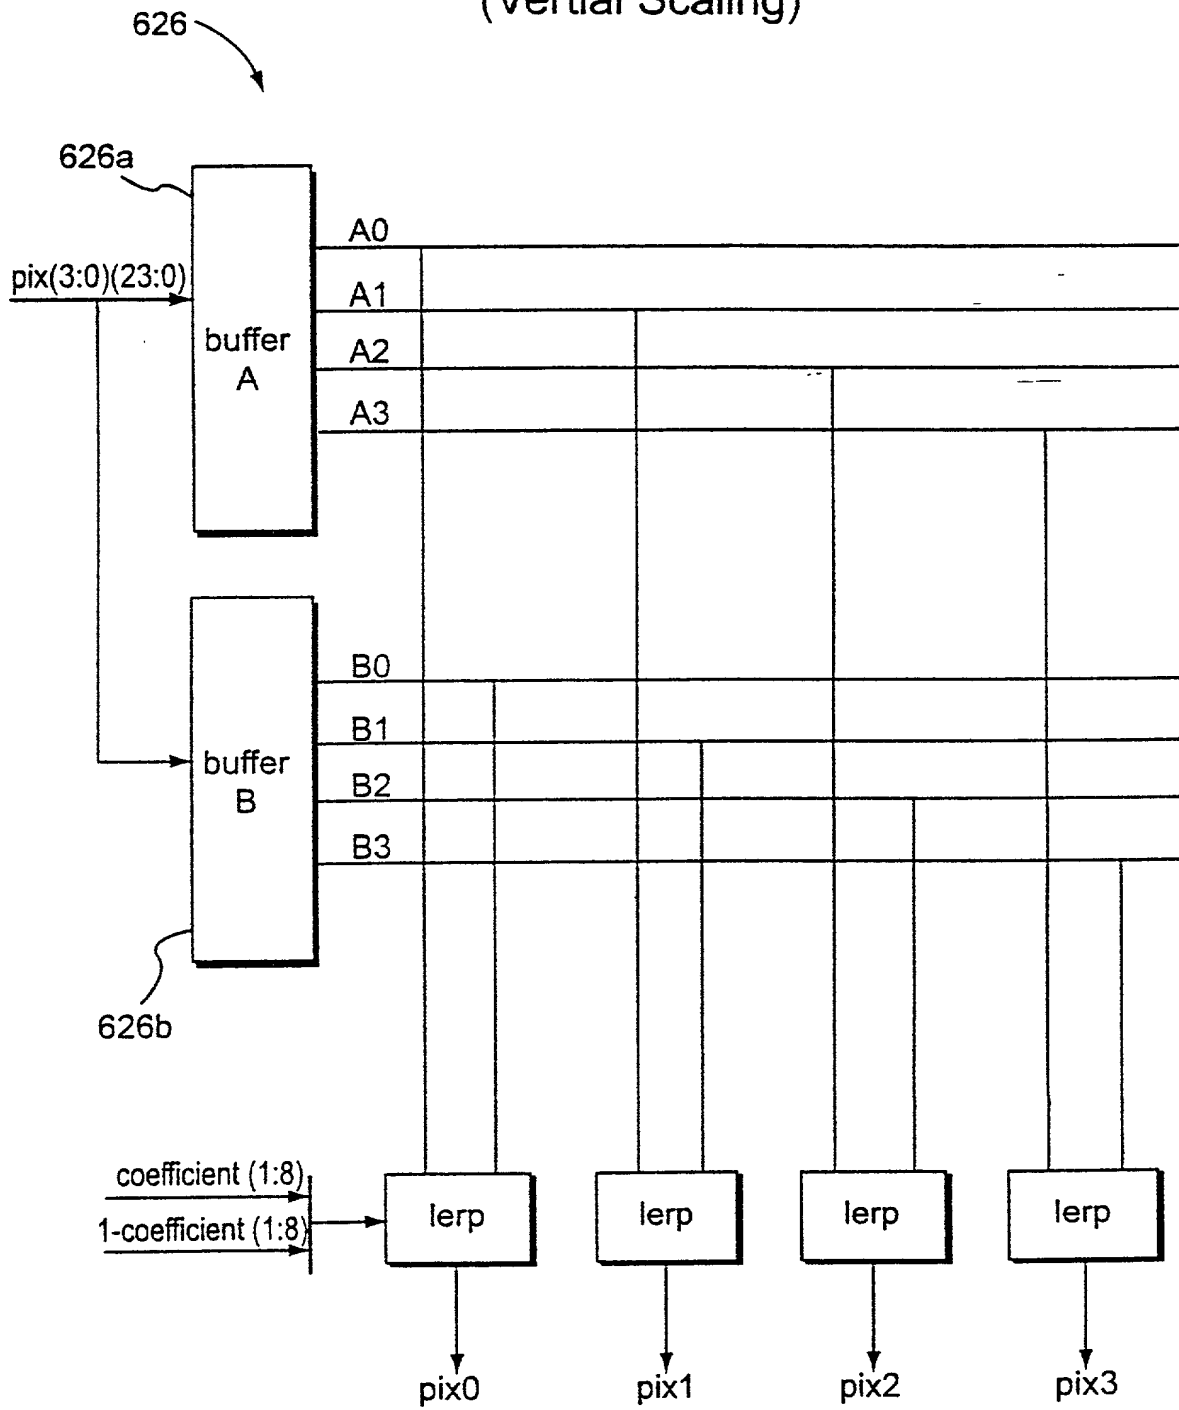 (Vertial Scaling)
626
626a
pix(3:0)(23:0)
buffer
A
A0
A1
A2
A3
buffer
B
B0
B1
B2
B3
626b
coefficient (1:8)
1-coefficient (1:8)
lerp
lerp
lerp
lerp
pix0
pix1
pix2
pix3